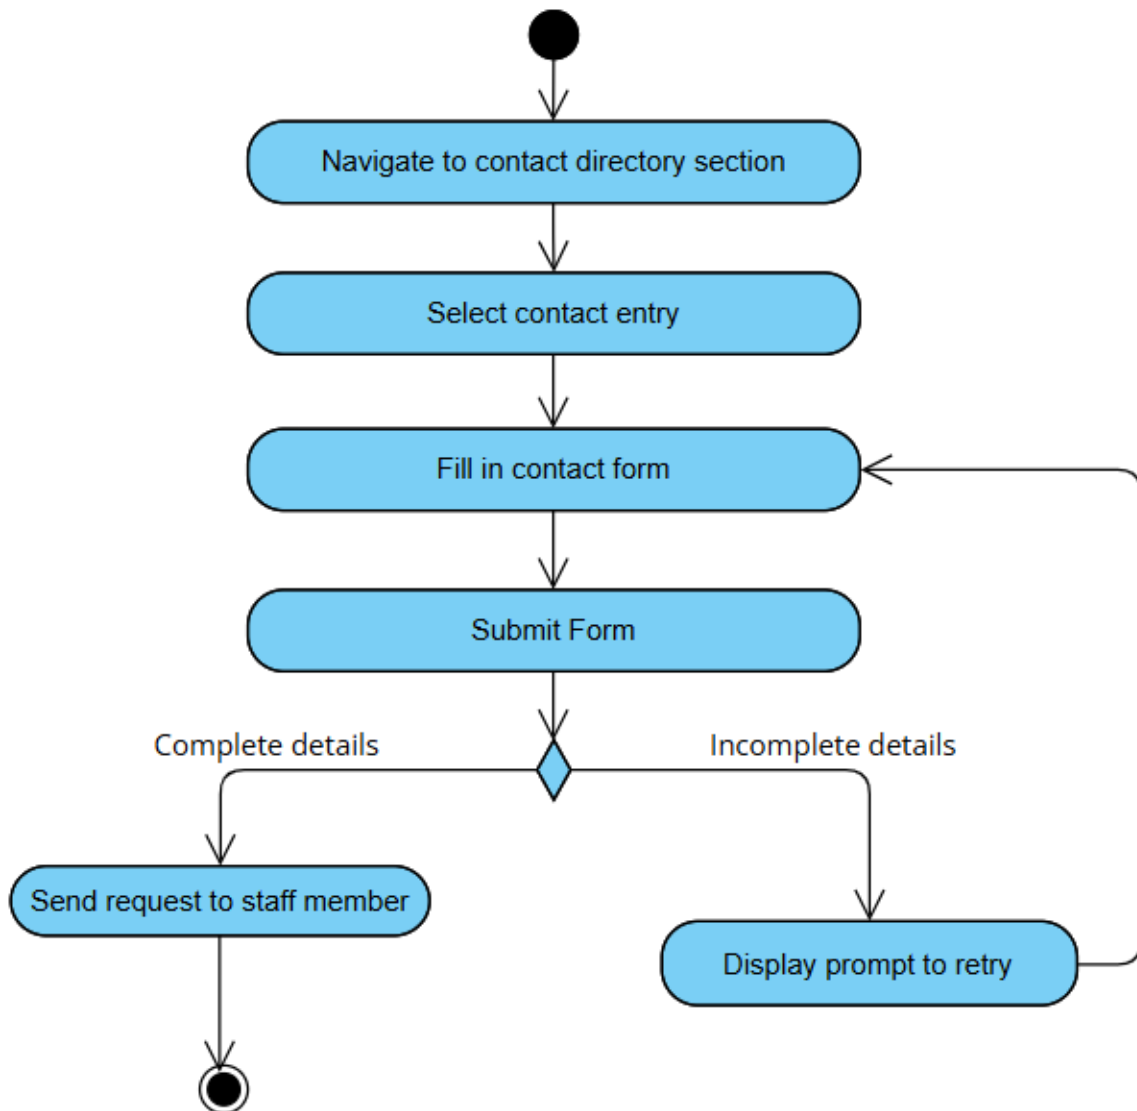 Navigate to contact directory section
Select contact entry
Fill in contact form
Submit Form
Complete details
Incomplete details
Send request to staff member
Display prompt to retry